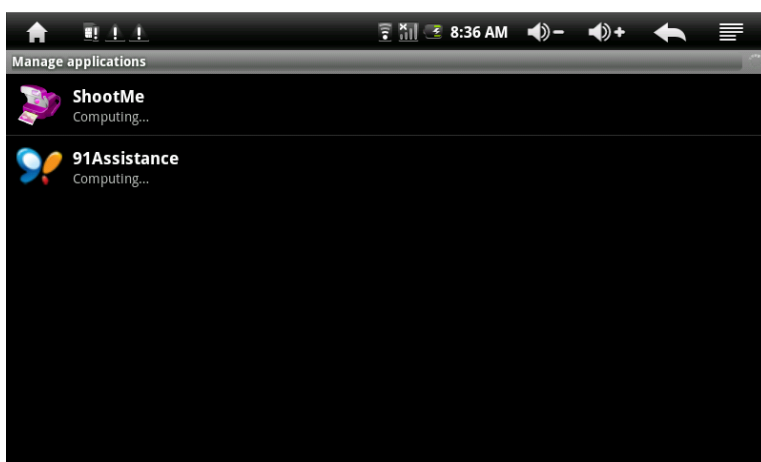 8:36 AM
Manage applications
ShootMe
Computing...
91Assistance
Computing...